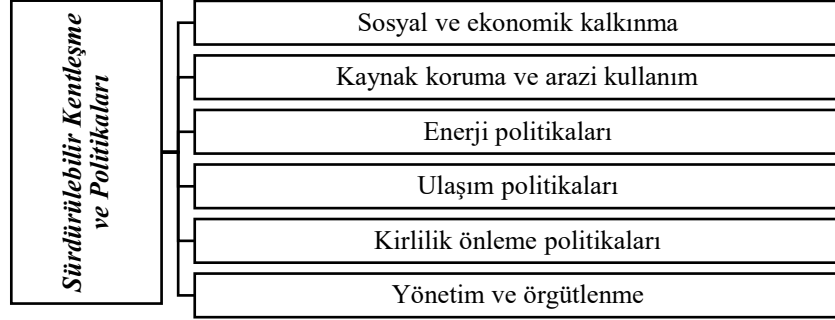 Sürdürülebilir Kentleşme
ve Politikaları
Sosyal ve ekonomik kalkınma
Kaynak koruma ve arazi kullanım
Enerji politikaları
Ulaşım politikaları
Kirlilik önleme politikaları
Yönetim ve örgütlenme